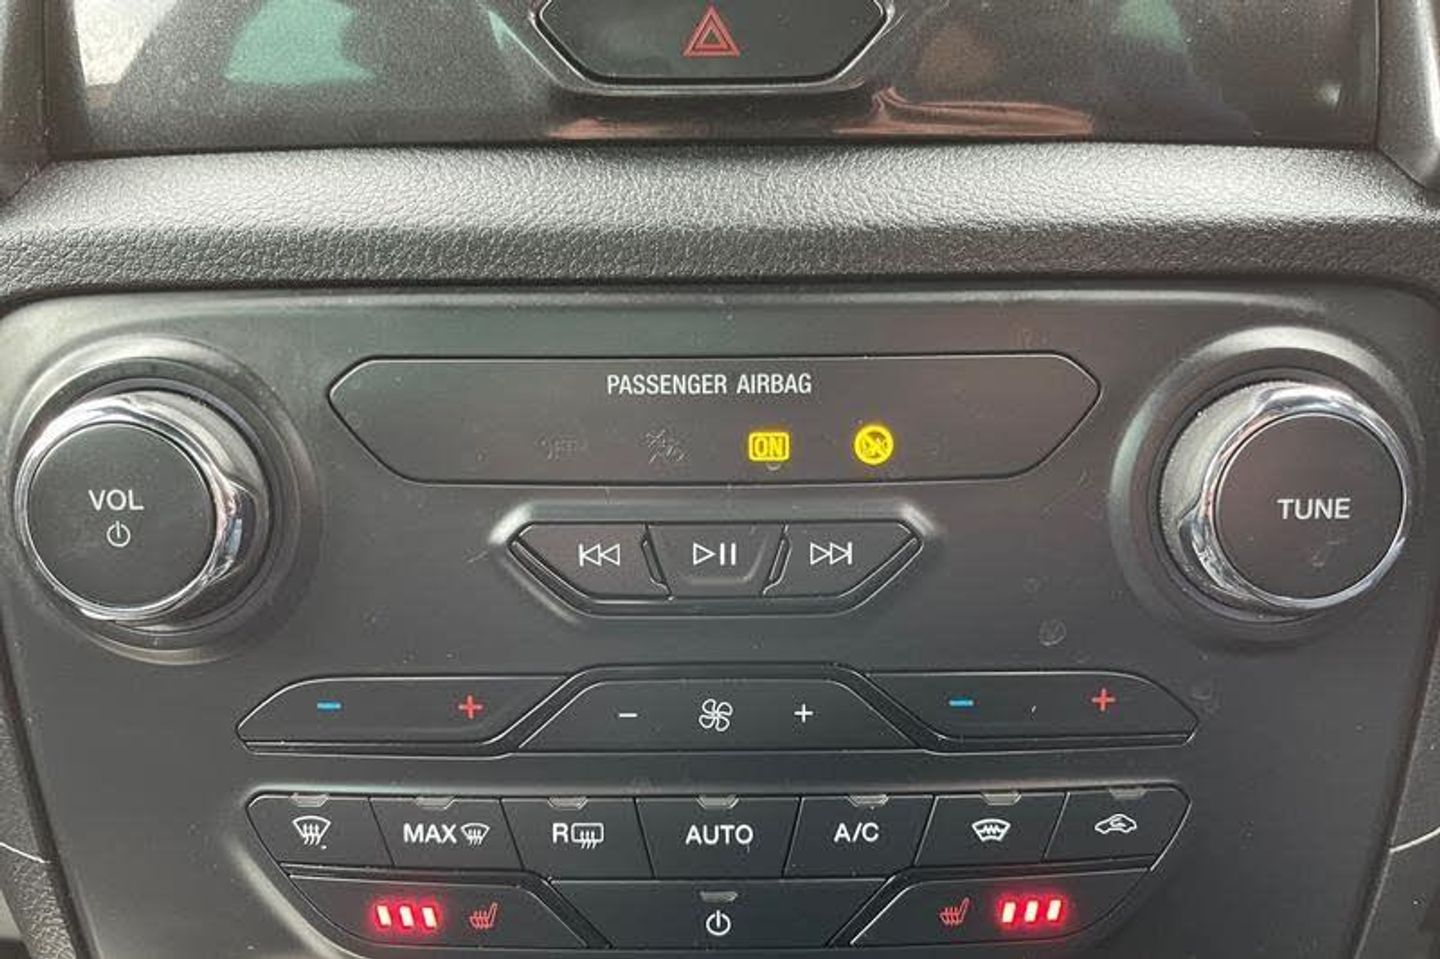 PASSENGER AIRBAG
ON
VOL
TUNE
MAX
R
AUTO
A/C